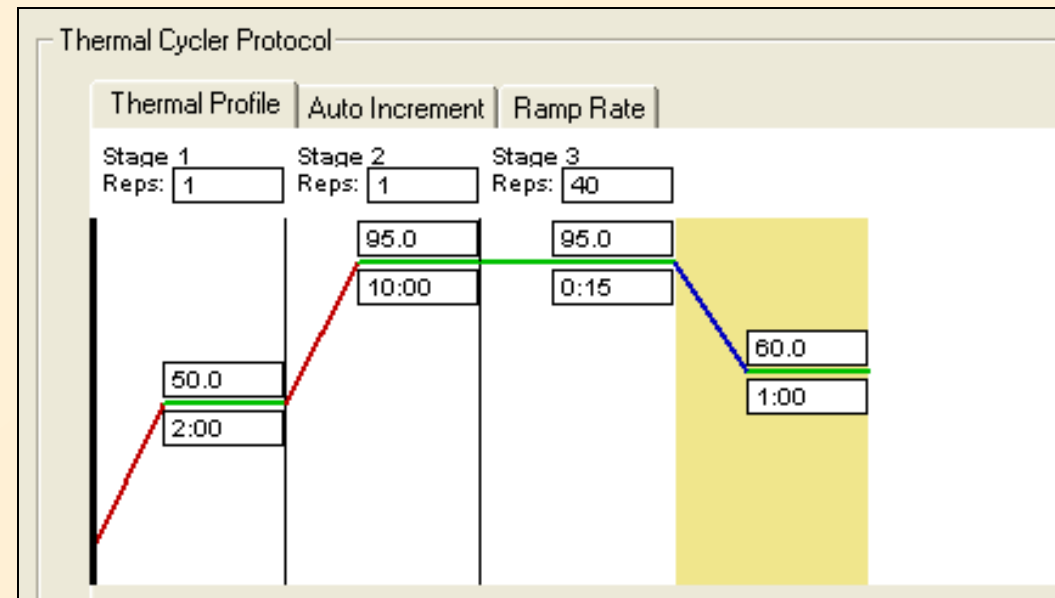 Thermal Cycler Protocol
Thermal Profile Auto Increment Ramp Rate
Stage 1 Stage 2 Stage 3
Reps: 1 Reps: 1 Reps: 40
95.0 95.0
10:00 0:15
60.0
50.0
1:00
2:00